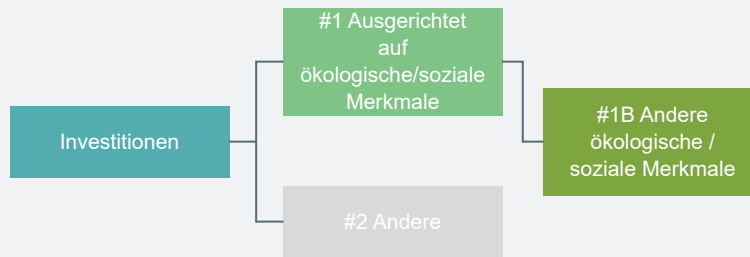 #1 Ausgerichtet
auf
ökologische/soziale
Merkmale
Investitionen
#1B Andere
ökologische /
soziale Merkmale
#2 Andere